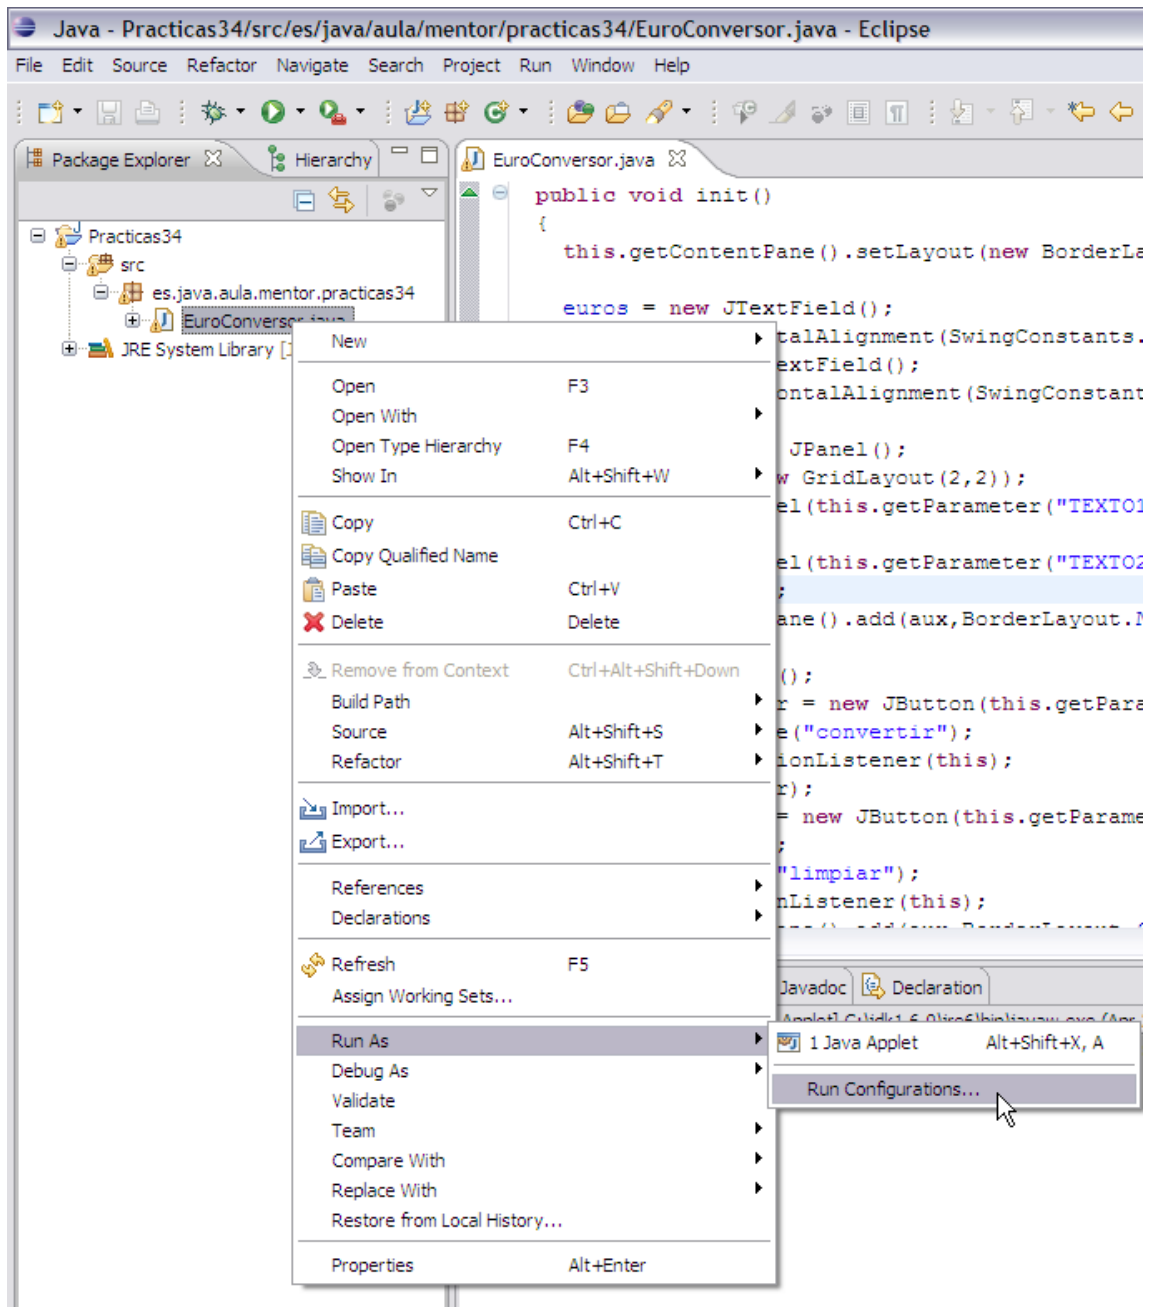 Java - Practicas34/src/es/java/aula/mentor/practicas34/EuroConversor.java - Eclipse
File Edit Source Refactor Navigate Search Project Run Window Help
Package Explorer Hierarchy
EuroConversor.java
Practicas34
src
es.java.aula.mentor.practicas34
EuroConversor.java
JRE System Library [
public void init()
{
this.getContentPane().setLayout(new BorderLa
euros = new JTextField();
talAlignment(SwingConstants.
extField();
ontalAlignment(SwingConstant
JPanel();
w GridLayout(2,2));
el(this.getParameter("TEXTO1
el(this.getParameter("TEXTO2
;
ane().add(aux,BorderLayout.N
();
r = new JButton(this.getPara
e("convertir");
ionListener(this);
r);
= new JButton(this.getParame
;
"limpiar");
nListener(this);
New
Open F3
Open With
Open Type Hierarchy F4
Show In Alt+Shift+W
Copy Ctrl+C
Copy Qualified Name
Paste Ctrl+V
Delete Delete
Remove from Context Ctrl+Alt+Shift+Down
Build Path
Source Alt+Shift+S
Refactor Alt+Shift+T
Import...
Export...
References
Declarations
Refresh F5
Assign Working Sets...
Run As
Debug As
Validate
Team
Compare With
Replace With
Restore from Local History...
Properties Alt+Enter
Javadoc Declaration
1 Java Applet Alt+Shift+X, A
Run Configurations...